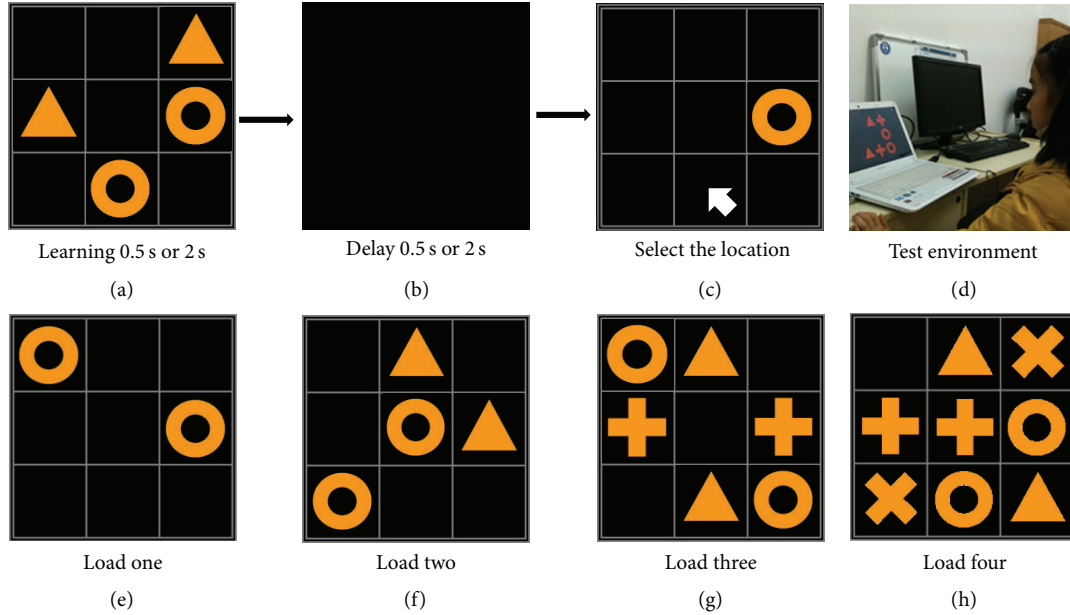 Learning 0.5 s or 2 s
Delay 0.5 s or 2 s
Select the location
Test environment
(a)
(b)
(c)
(d)
Load one
Load two
Load three
Load four
(e)
(f)
(g)
(h)